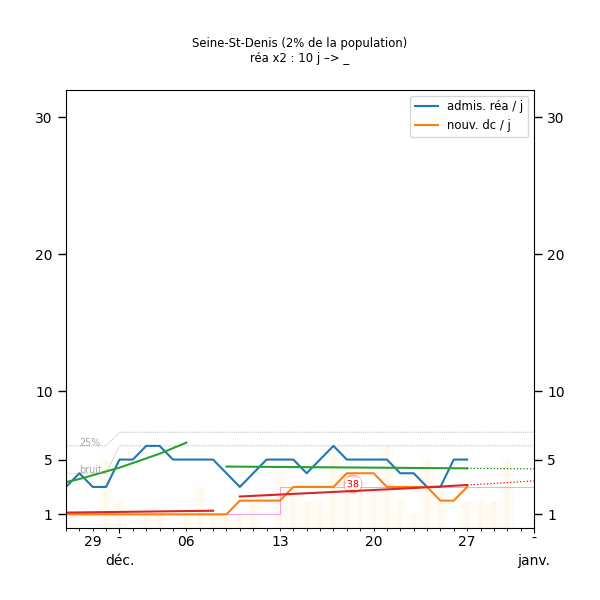 Seine-St-Denis (2% de la population)
réa x2 : 10 j –> _
admis. réa / j
nouv. dc / j
30 30
20 20
10 10
25%
bruit
5 5
38
1 1
29 - 06 13 20 27 -
déc. janv.